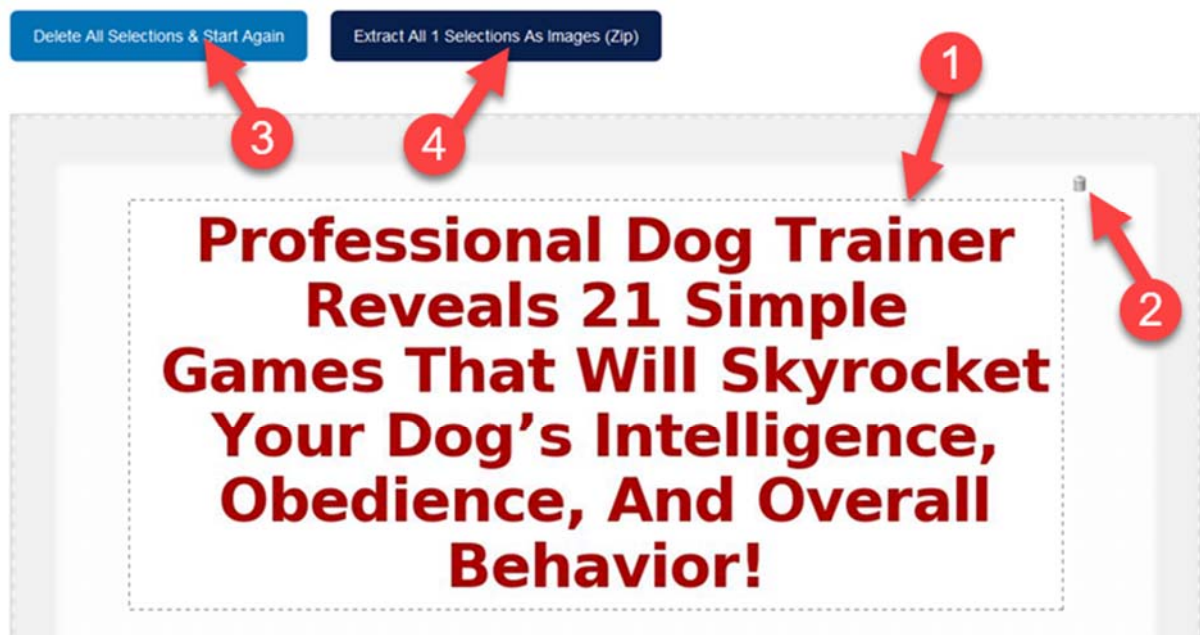 Delete All Selections & Start Again
Extract All 1 Selections As Images (Zip)
1
3
4
2
Professional Dog Trainer
Reveals 21 Simple
Games That Will Skyrocket
Your Dog’s Intelligence,
Obedience, And Overall
Behavior!